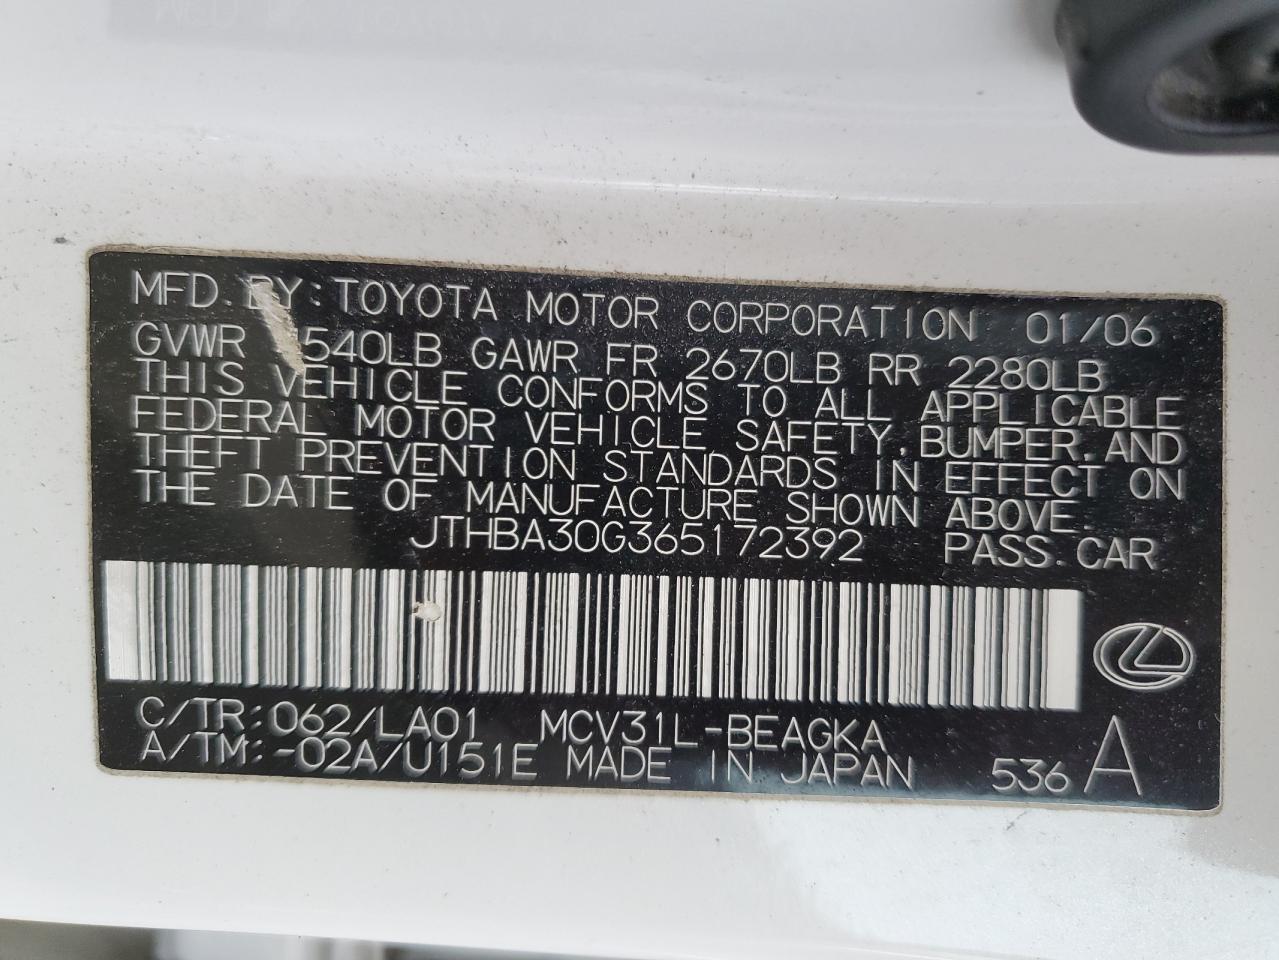 MFD. BY: TOYOTA MOTOR CORPORATION 01/06
GVWR 540LB GAWR FR 2670LB RR 2280LB
THIS VEHICLE CONFORMS TO ALL APPLICABLE
FEDERAL MOTOR VEHICLE SAFETY, BUMPER, AND
THEFT PREVENTION STANDARDS IN EFFECT ON
THE DATE OF MANUFACTURE SHOWN ABOVE.
JTHBA30G365172392 PASS. CAR
C/TR: 062/LA01 MCV31L-BEAGKA
A/TM: -02A/U151E MADE IN JAPAN 536 A